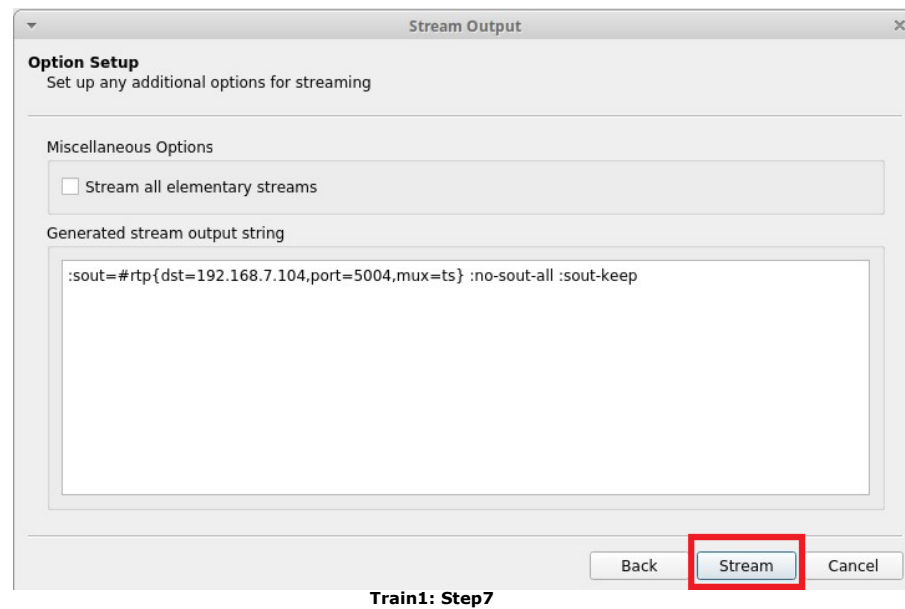 Stream Output
Option Setup
Set up any additional options for streaming
Miscellaneous Options
Stream all elementary streams
Generated stream output string
:sout=#rtp{dst=192.168.7.104,port=5004,mux=ts} :no-sout-all :sout-keep
Back Stream Cancel
Train1: Step7